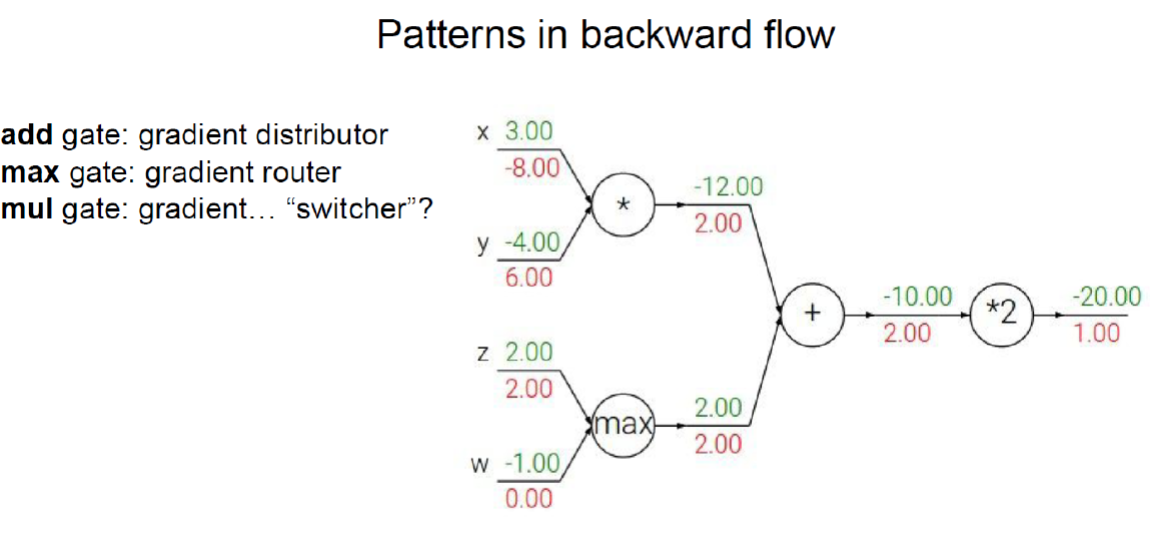 Patterns in backward flow
add gate: gradient distributor
max gate: gradient router
mul gate: gradient... “switcher”?
x 3.00
-8.00
y -4.00
6.00
*
-12.00
2.00
z 2.00
2.00
w -1.00
0.00
max
2.00
2.00
+
-10.00
2.00
*2
-20.00
1.00